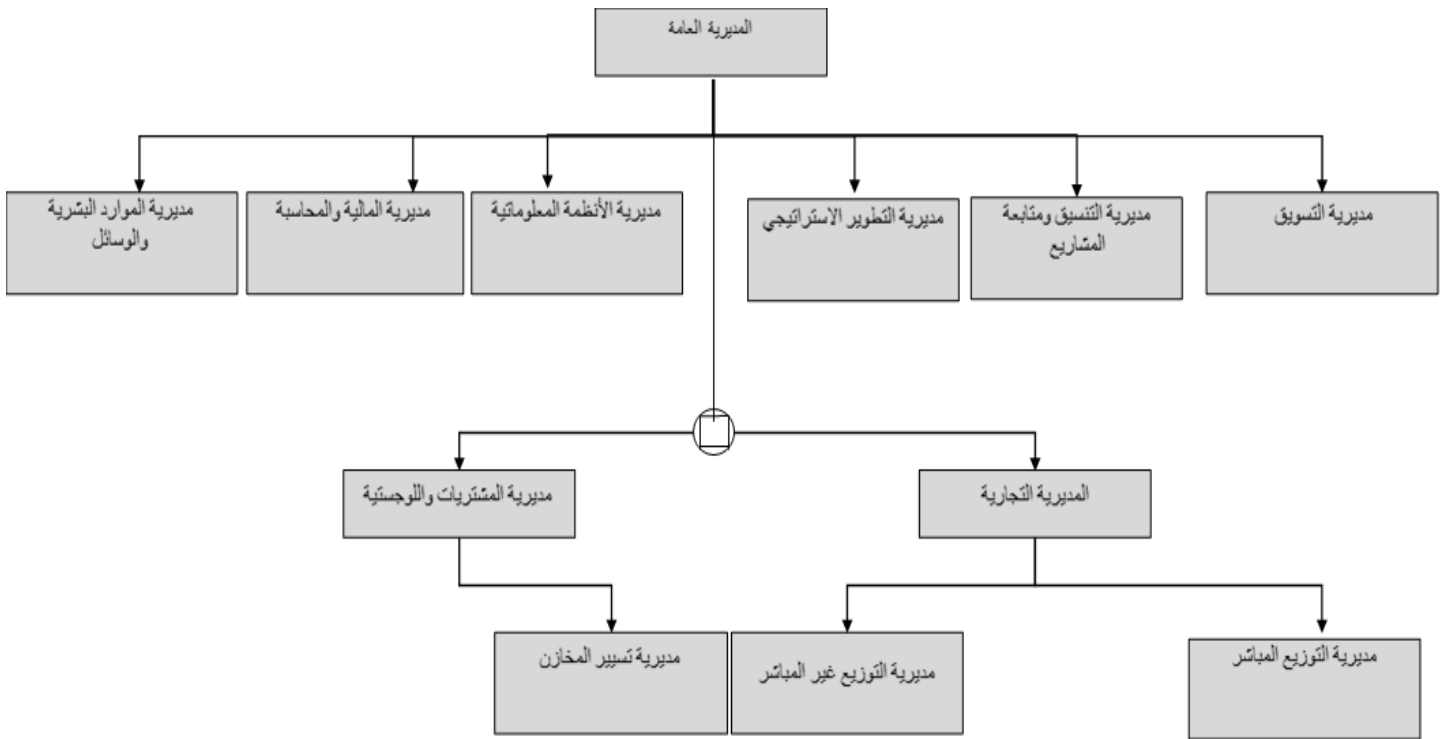 المديرية العامة
مديرية التسويق
مديرية التنسيق ومتابعة
المشاريع
مديرية التطوير الاستراتيجي
مديرية الأنظمة المعلوماتية
مديرية المالية والمحاسبة
مديرية الموارد البشرية
والوسائل
المديرية التجارية
مديرية المشتريات واللوجستية
مديرية التوزيع المباشر
مديرية التوزيع غير المباشر
مديرية تسيير المخازن